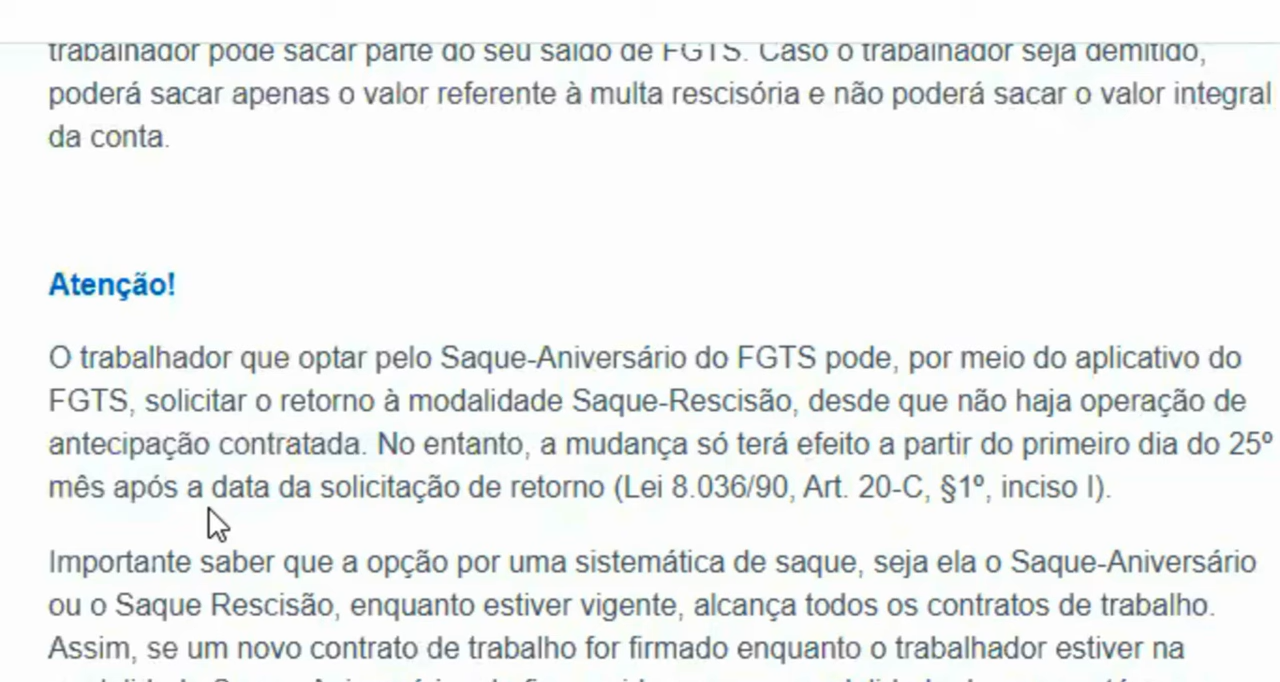 trabalhador pode sacar parte do seu saldo de FGTS. Caso o trabalhador seja demitido,
poderá sacar apenas o valor referente à multa rescisória e não poderá sacar o valor integral
da conta.
Atenção!
O trabalhador que optar pelo Saque-Aniversário do FGTS pode, por meio do aplicativo do
FGTS, solicitar o retorno à modalidade Saque-Rescisão, desde que não haja operação de
antecipação contratada. No entanto, a mudança só terá efeito a partir do primeiro dia do 25º
mês após a data da solicitação de retorno (Lei 8.036/90, Art. 20-C, §1º, inciso I).
Importante saber que a opção por uma sistemática de saque, seja ela o Saque-Aniversário
ou o Saque Rescisão, enquanto estiver vigente, alcança todos os contratos de trabalho.
Assim, se um novo contrato de trabalho for firmado enquanto o trabalhador estiver na